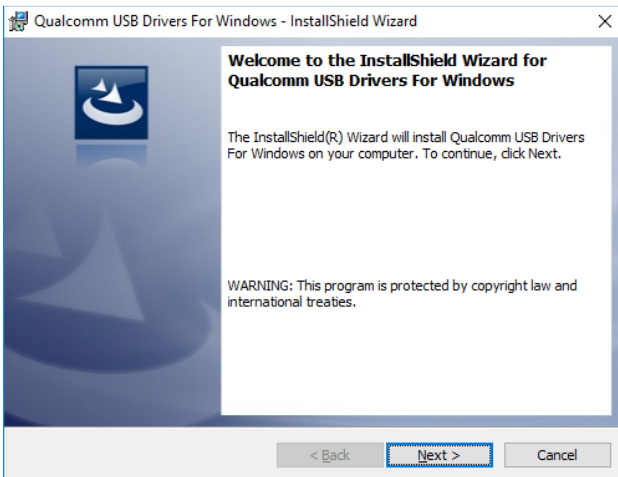 Qualcomm USB Drivers For Windows - InstallShield Wizard
Welcome to the InstallShield Wizard for
Qualcomm USB Drivers For Windows
The InstallShield(R) Wizard will install Qualcomm USB Drivers
For Windows on your computer. To continue, click Next.
WARNING: This program is protected by copyright law and
international treaties.
< Back
Next >
Cancel